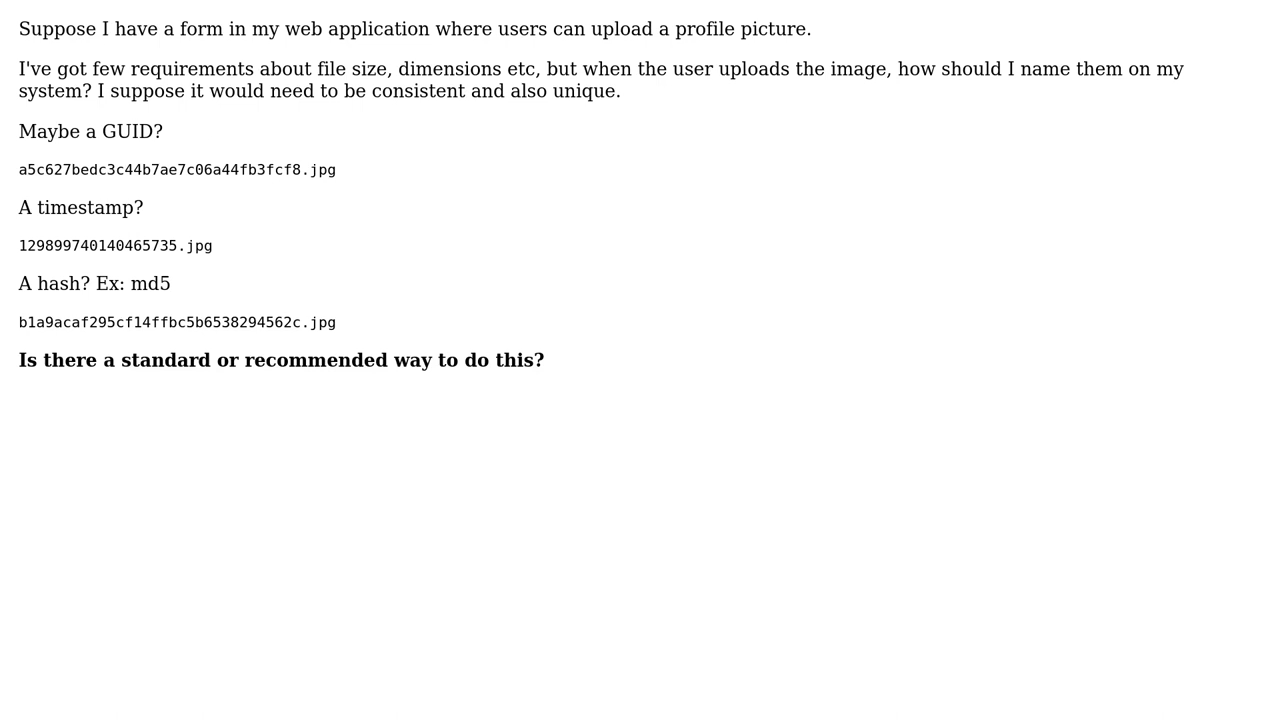 Suppose I have a form in my web application where users can upload a profile picture.
I've got few requirements about file size, dimensions etc, but when the user uploads the image, how should I name them on my
system? I suppose it would need to be consistent and also unique.
Maybe a GUID?
a5c627bedc3c44b7ae7c06a44fb3fcf8.jpg
A timestamp?
129899740140465735.jpg
A hash? Ex: md5
b1a9acaf295cf14ffbc5b6538294562c.jpg
Is there a standard or recommended way to do this?